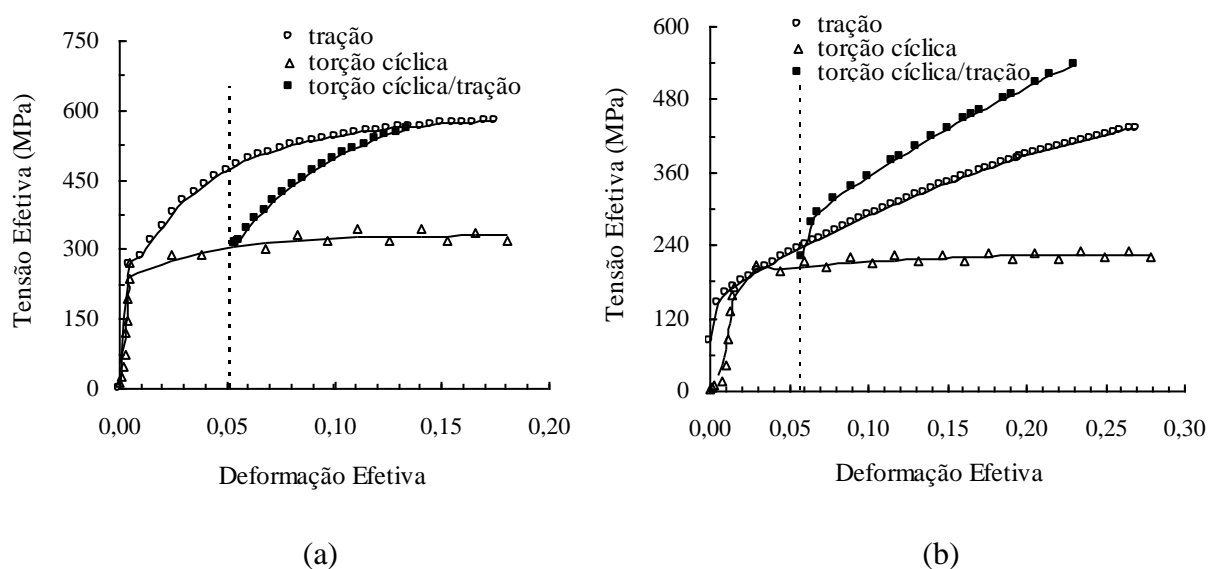 tração
torção cíclica
torção cíclica/tração
Tensão Efetiva (MPa)
750
600
450
300
150
0
0,00
0,05
0,10
0,15
0,20
Deformação Efetiva
(a)
tração
torção cíclica
torção cíclica/tração
Tensão Efetiva (MPa)
600
480
360
240
120
0
0,00
0,05
0,10
0,15
0,20
0,25
0,30
Deformação Efetiva
(b)